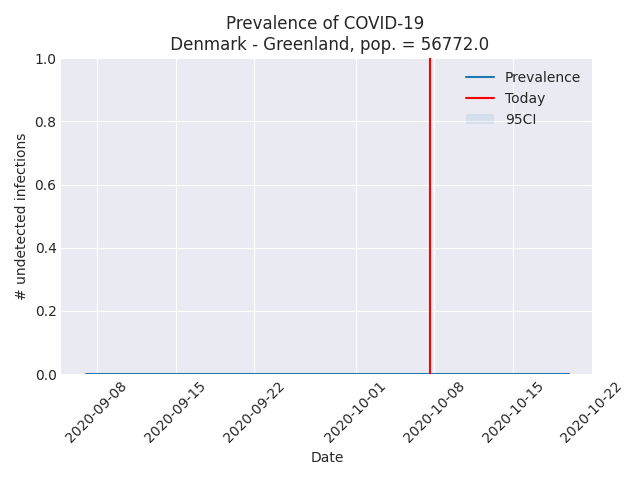 Prevalence of COVID-19
Denmark - Greenland, pop. = 56772.0
1.0
0.8
0.6
0.4
0.2
0.0
# undetected infections
Prevalence
Today
95CI
2020-09-08
2020-09-15
2020-09-22
2020-10-01
2020-10-08
2020-10-15
2020-10-22
Date